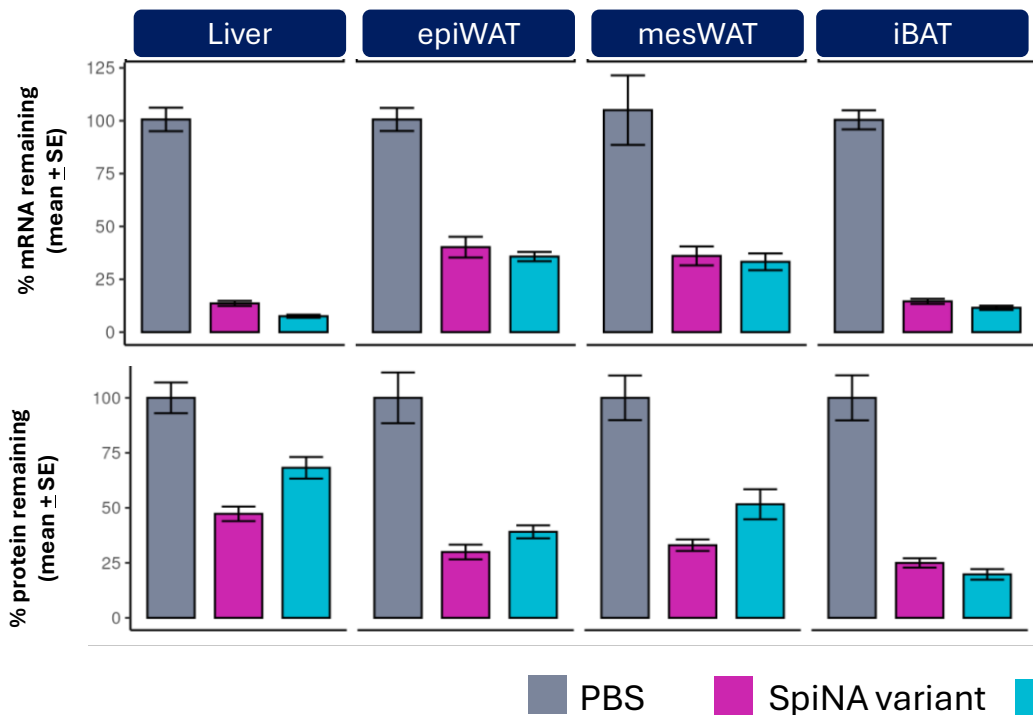 Liver epiWAT mesWAT iBAT
% mRNA remaining
(mean ± SE)
125
100
75
50
25
0
% protein remaining
(mean ± SE)
100
75
50
25
0
PBS SpiNA variant